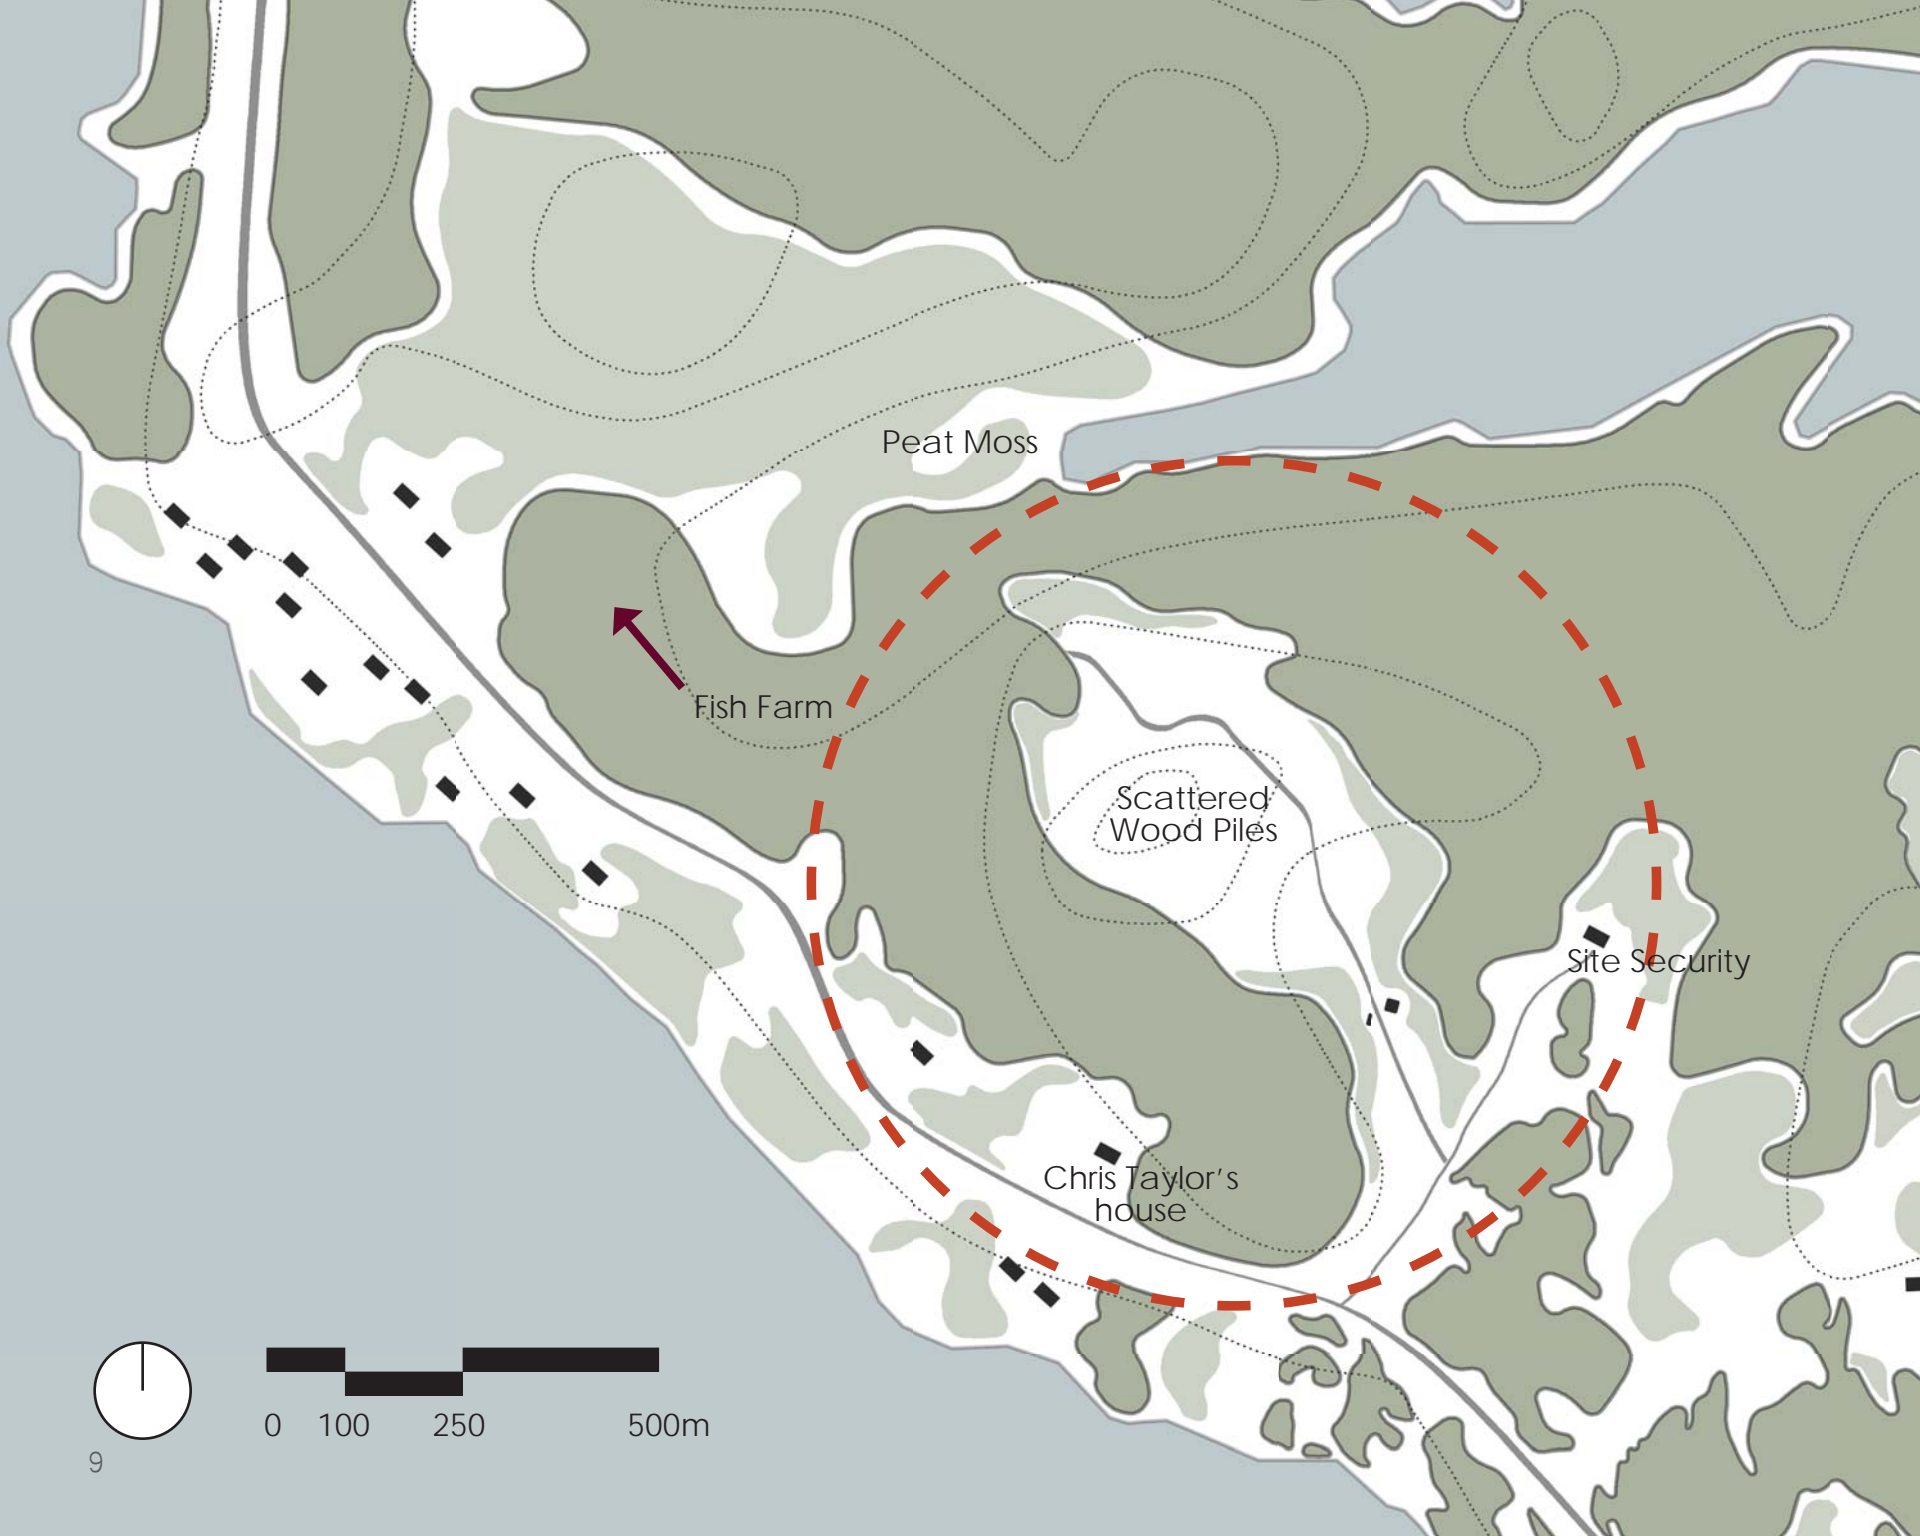 Peat Moss
Fish Farm
Scattered
Wood Piles
Site Security
Chris Taylor’s
house
0 100 250 500m
9